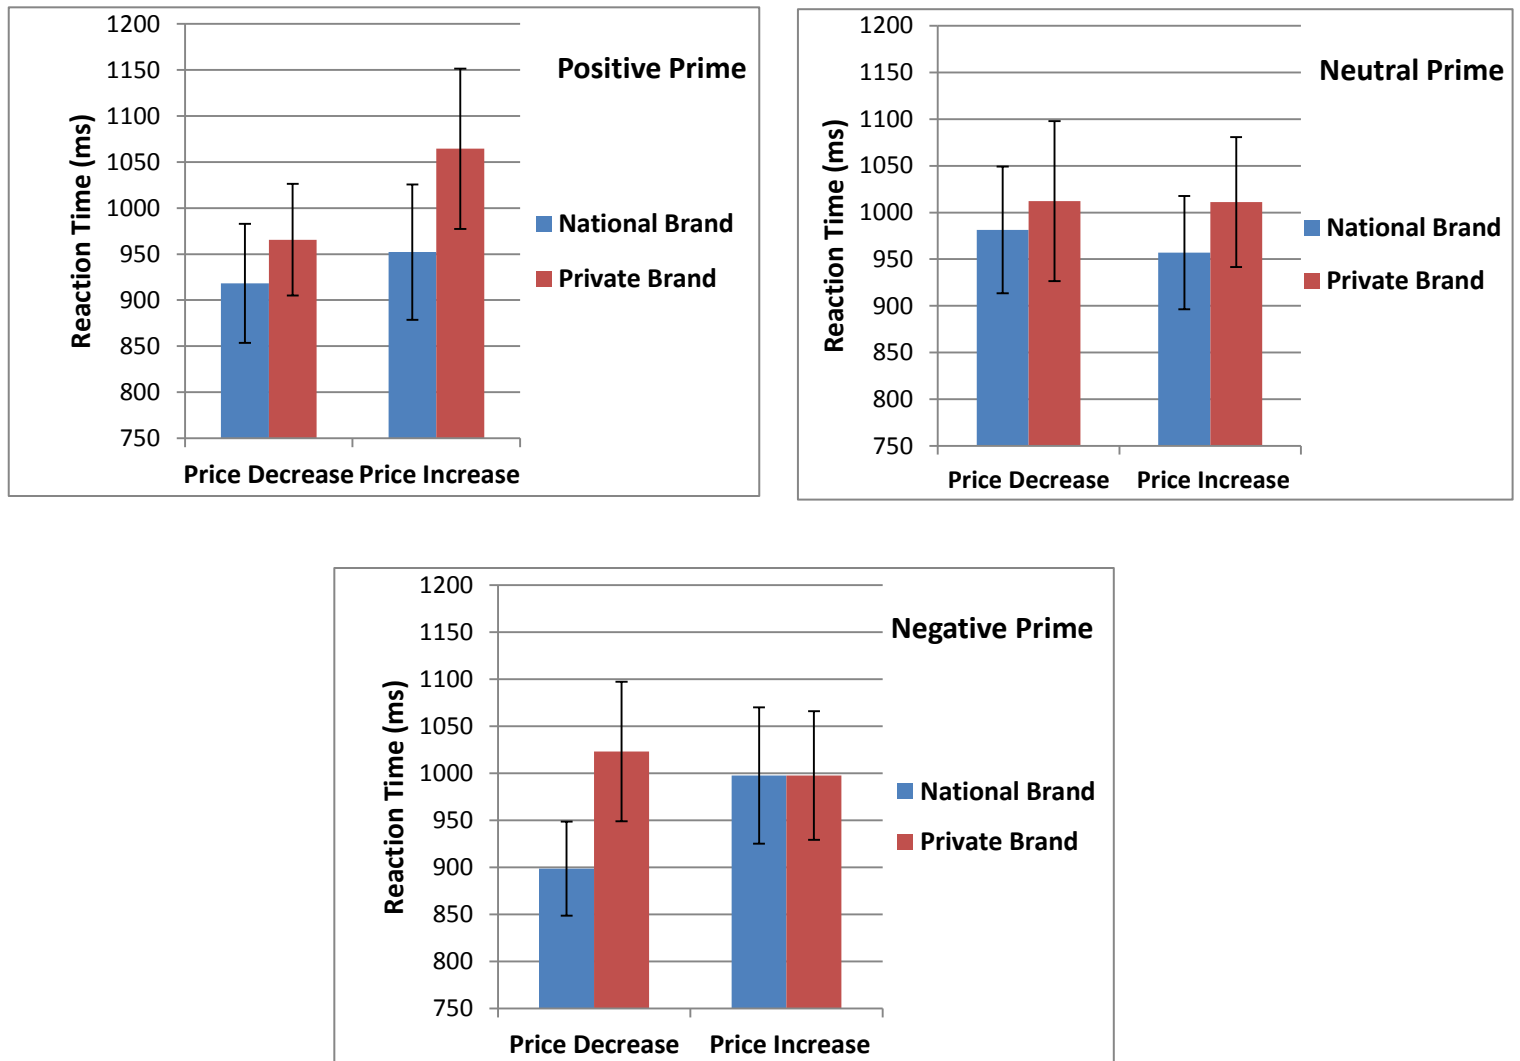 Positive Prime
Reaction Time (ms)
1200
1150
1100
1050
1000
950
900
850
800
750
Price Decrease Price Increase
National Brand
Private Brand
Neutral Prime
Reaction Time (ms)
1200
1150
1100
1050
1000
950
900
850
800
750
Price Decrease Price Increase
National Brand
Private Brand
Negative Prime
Reaction Time (ms)
1200
1150
1100
1050
1000
950
900
850
800
750
Price Decrease Price Increase
National Brand
Private Brand